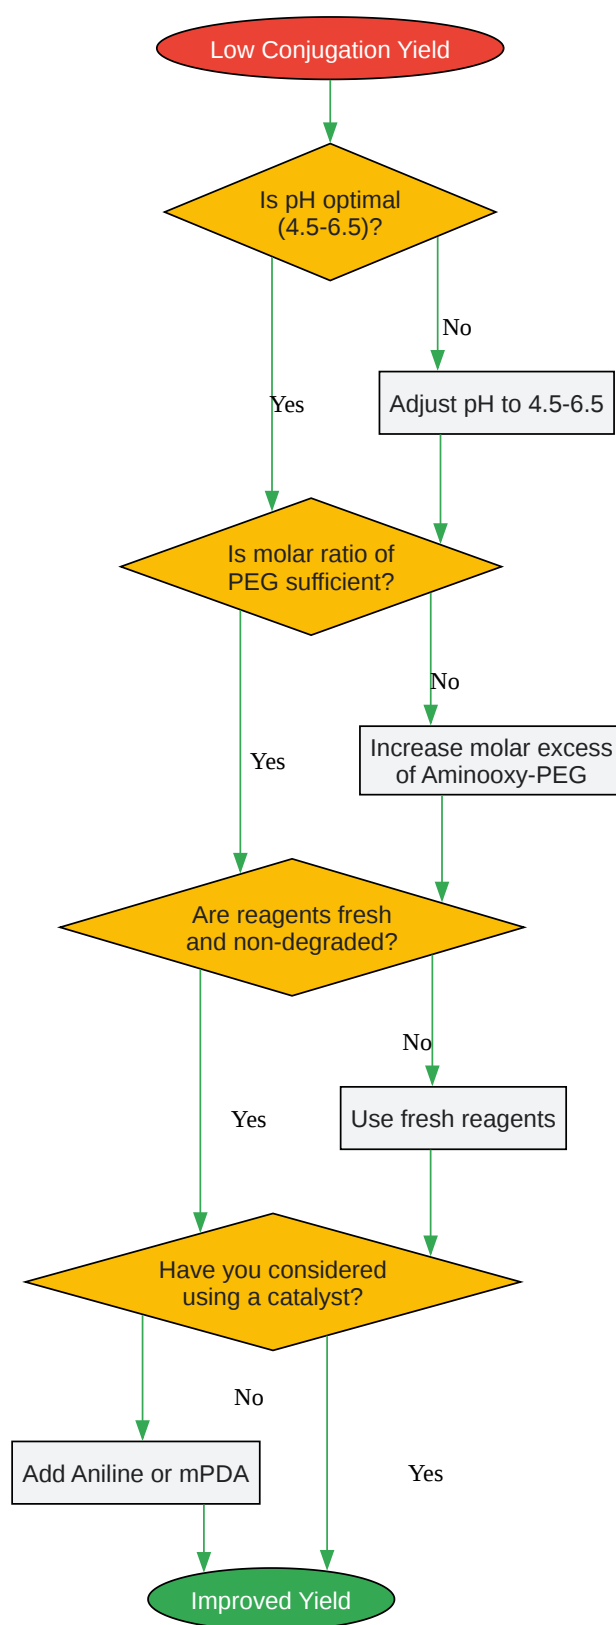 Low Conjugation Yield
Is pH optimal
(4.5-6.5)?
No
Adjust pH to 4.5-6.5
Yes
Is molar ratio of
PEG sufficient?
No
Increase molar excess
of Aminooxy-PEG
Yes
Are reagents fresh
and non-degraded?
No
Use fresh reagents
Yes
Have you considered
using a catalyst?
No
Add Aniline or mPDA
Yes
Improved Yield